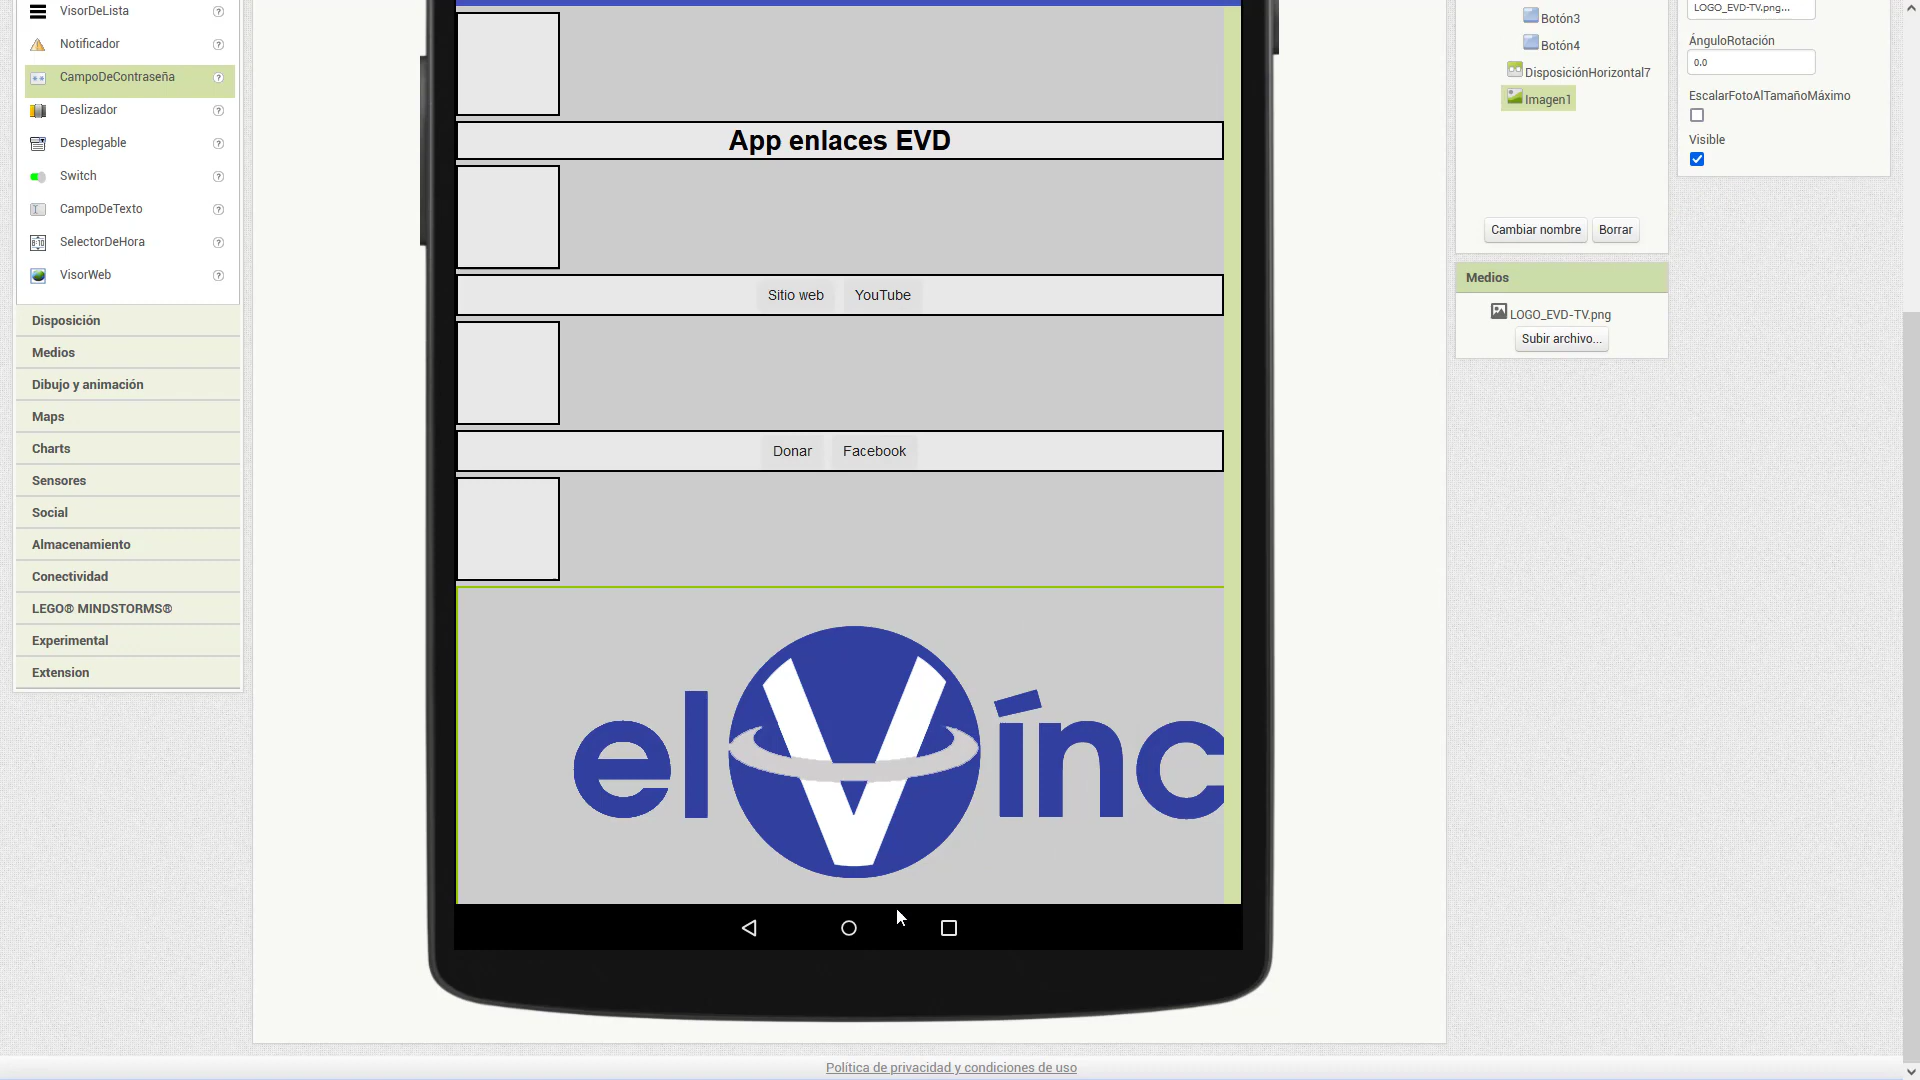 VisorDeLista
Notificador
CampoDeContraseña
Deslizador
Desplegable
Switch
CampoDeTexto
SelectorDeHora
VisorWeb
Disposición
Medios
Dibujo y animación
Maps
Charts
Sensores
Social
Almacenamiento
Conectividad
LEGO® MINDSTORMS®
Experimental
Extension
App enlaces EVD
Sitio web YouTube
Donar Facebook
el Vínc
Botón3
Botón4
DisposiciónHorizontal7
Imagen1
Cambiar nombre Borrar
Medios
LOGO_EVD-TV.png
Subir archivo...
LOGO_EVD-TV.png...
ÁnguloRotación
0.0
EscalarFotoAlTamañoMáximo
Visible
Política de privacidad y condiciones de uso